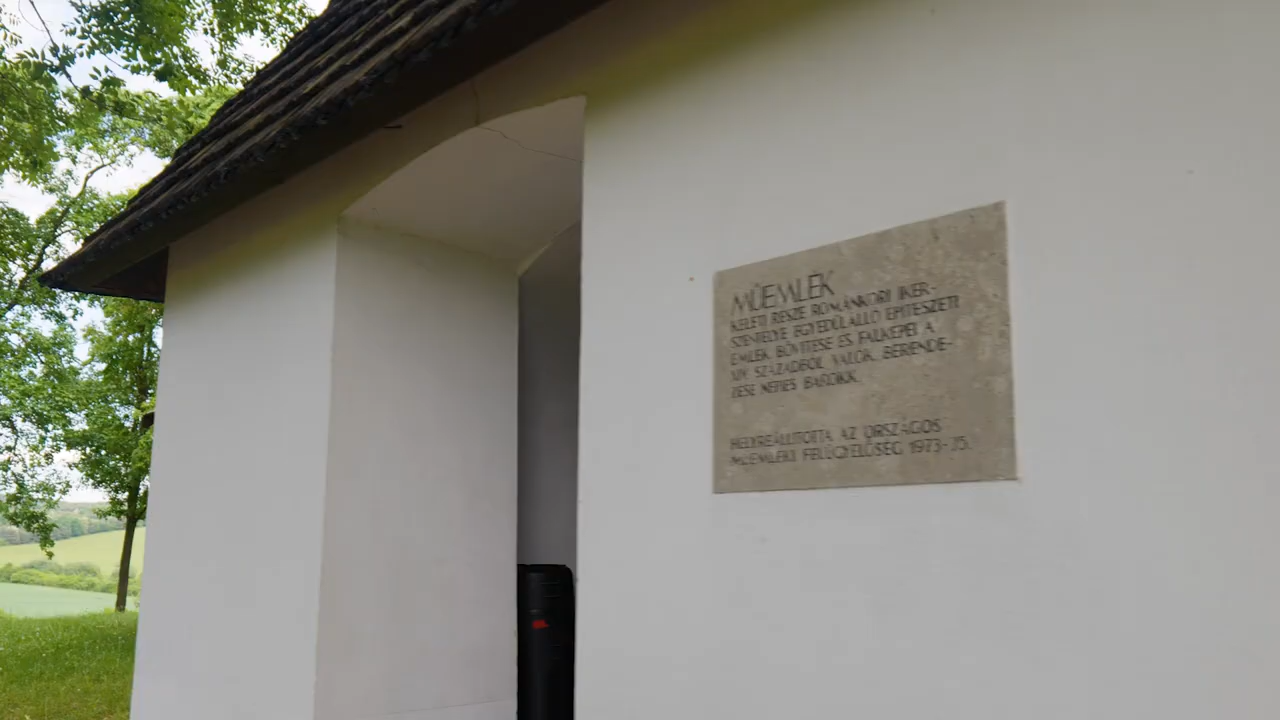 MŰEMLÉK
KELETI RÉSZE ROMÁNKORI IKER-
SZENTÉLYE EGYEDÜLÁLLÓ ÉPÍTÉSZETI
EMLÉK. BŐVÍTÉSE ÉS FALKÉPEI A
XIV. SZÁZADBÓL VALÓK. BERENDE-
ZÉSE NÉPIES BAROKK.
HELYREÁLLÍTOTTA AZ ORSZÁGOS
MŰEMLÉKI FELÜGYELŐSÉG 1973-75.